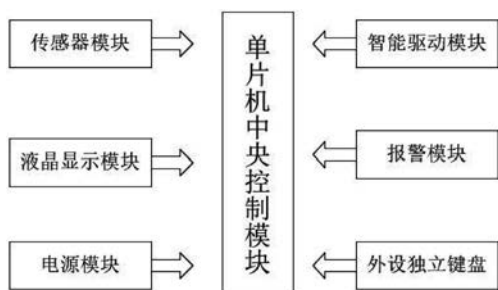 传感器模块
液晶显示模块
电源模块
单片机中央控制模块
智能驱动模块
报警模块
外设独立键盘